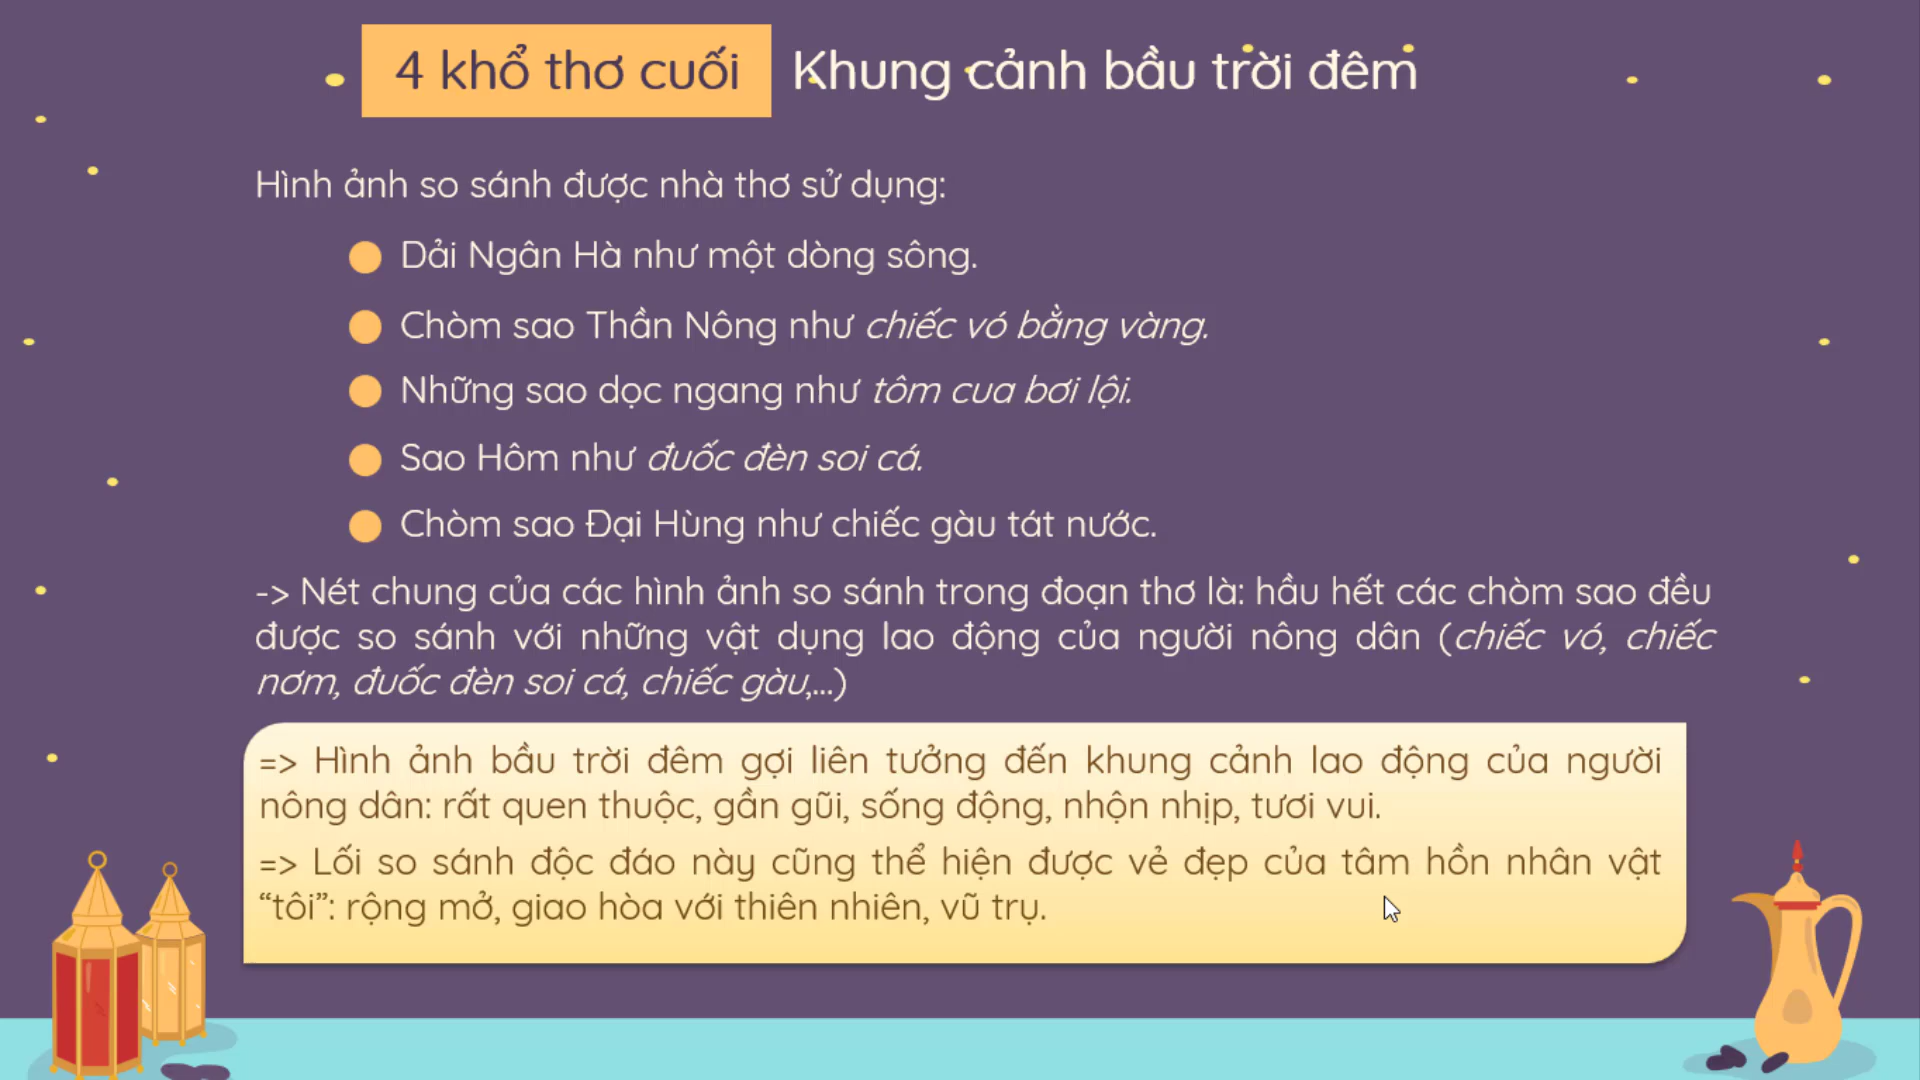 4 khổ thơ cuối Khung cảnh bầu trời đêm
Hình ảnh so sánh được nhà thơ sử dụng:
Dải Ngân Hà như một dòng sông.
Chòm sao Thần Nông như chiếc vó bằng vàng.
Những sao dọc ngang như tôm cua bơi lội.
Sao Hôm như đuốc đèn soi cá.
Chòm sao Đại Hùng như chiếc gàu tát nước.
-> Nét chung của các hình ảnh so sánh trong đoạn thơ là: hầu hết các chòm sao đều
được so sánh với những vật dụng lao động của người nông dân (chiếc vó, chiếc
nơm, đuốc đèn soi cá, chiếc gàu,...)
=> Hình ảnh bầu trời đêm gợi liên tưởng đến khung cảnh lao động của người
nông dân: rất quen thuộc, gần gũi, sống động, nhộn nhịp, tươi vui.
=> Lối so sánh độc đáo này cũng thể hiện được vẻ đẹp của tâm hồn nhân vật
“tôi”: rộng mở, giao hòa với thiên nhiên, vũ trụ.